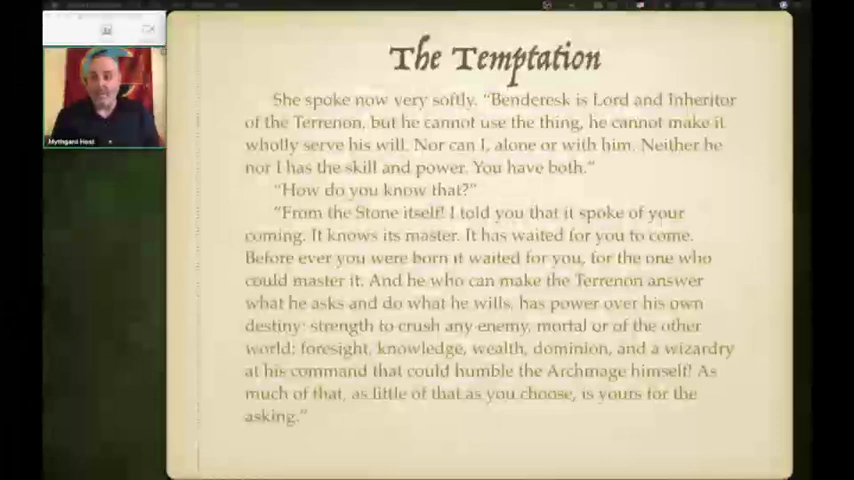 The Temptation
She spoke now very softly. "Benderesk is Lord and Inheritor
of the Terrenon, but he cannot use the thing, he cannot make it
wholly serve his will. Nor can I, alone or with him. Neither he
nor I has the skill and power. You have both."
"How do you know that?"
"From the Stone itself! I told you that it spoke of your
coming. It knows its master. It has waited for you to come.
Before ever you were born it waited for you, for the one who
could master it. And he who can make the Terrenon answer
what he asks and do what he wills, has power over his own
destiny: strength to crush any enemy, mortal or of the other
world: foresight, knowledge, wealth, dominion, and a wizardry
at his command that could humble the Archmage himself! As
much of that, as little of that as you choose, is yours for the
asking."
Mythgard Host